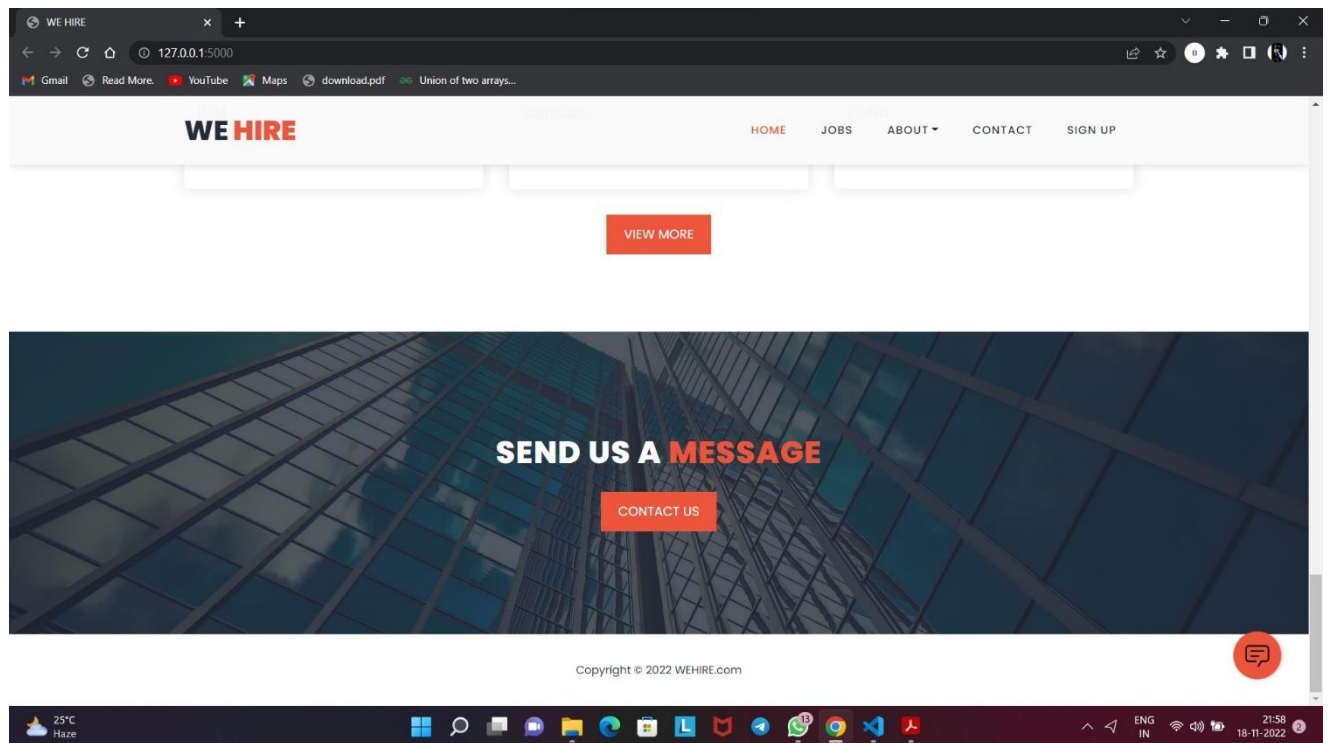 WE HIRE
127.0.0.1:5000
B
Gmail Read More. YouTube Maps download.pdf Union of two arrays...
WE HIRE HOME JOBS ABOUT CONTACT SIGN UP
VIEW MORE
SEND US A MESSAGE
CONTACT US
Copyright © 2022 WEHIRE.com
25°C
Haze
L
13
ENG
IN
21:58
18-11-2022
2